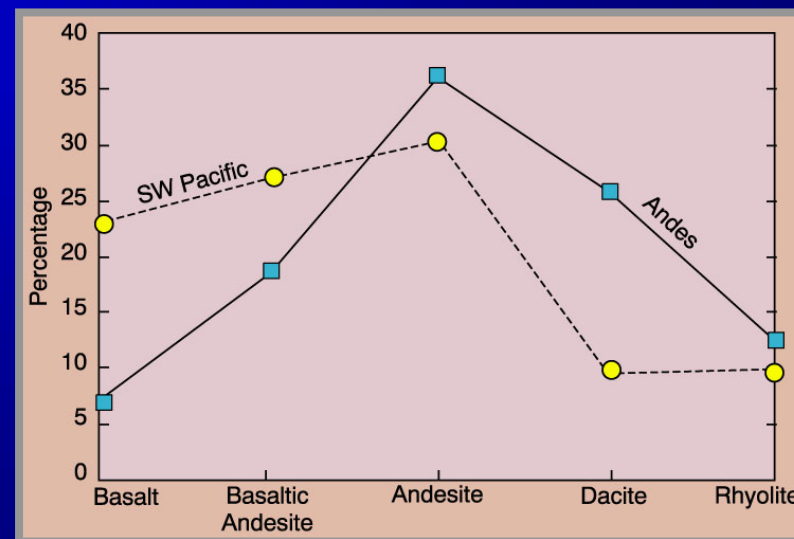 40
35
30
25
20
15
10
5
0
Percentage
SW Pacific
Andes
Basalt
Basaltic
Andesite
Andesite
Dacite
Rhyolite